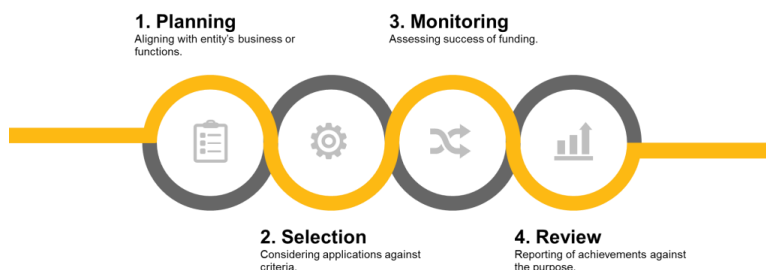 1. Planning
Aligning with entity's business or
functions.
2. Selection
Considering applications against
criteria.
3. Monitoring
Assessing success of funding.
4. Review
Reporting of achievements against
the purpose.